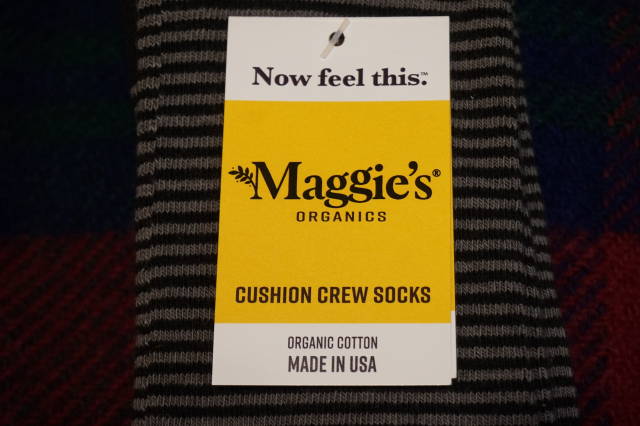 Now feel this.™
Maggie's®
ORGANICS
CUSHION CREW SOCKS
ORGANIC COTTON
MADE IN USA